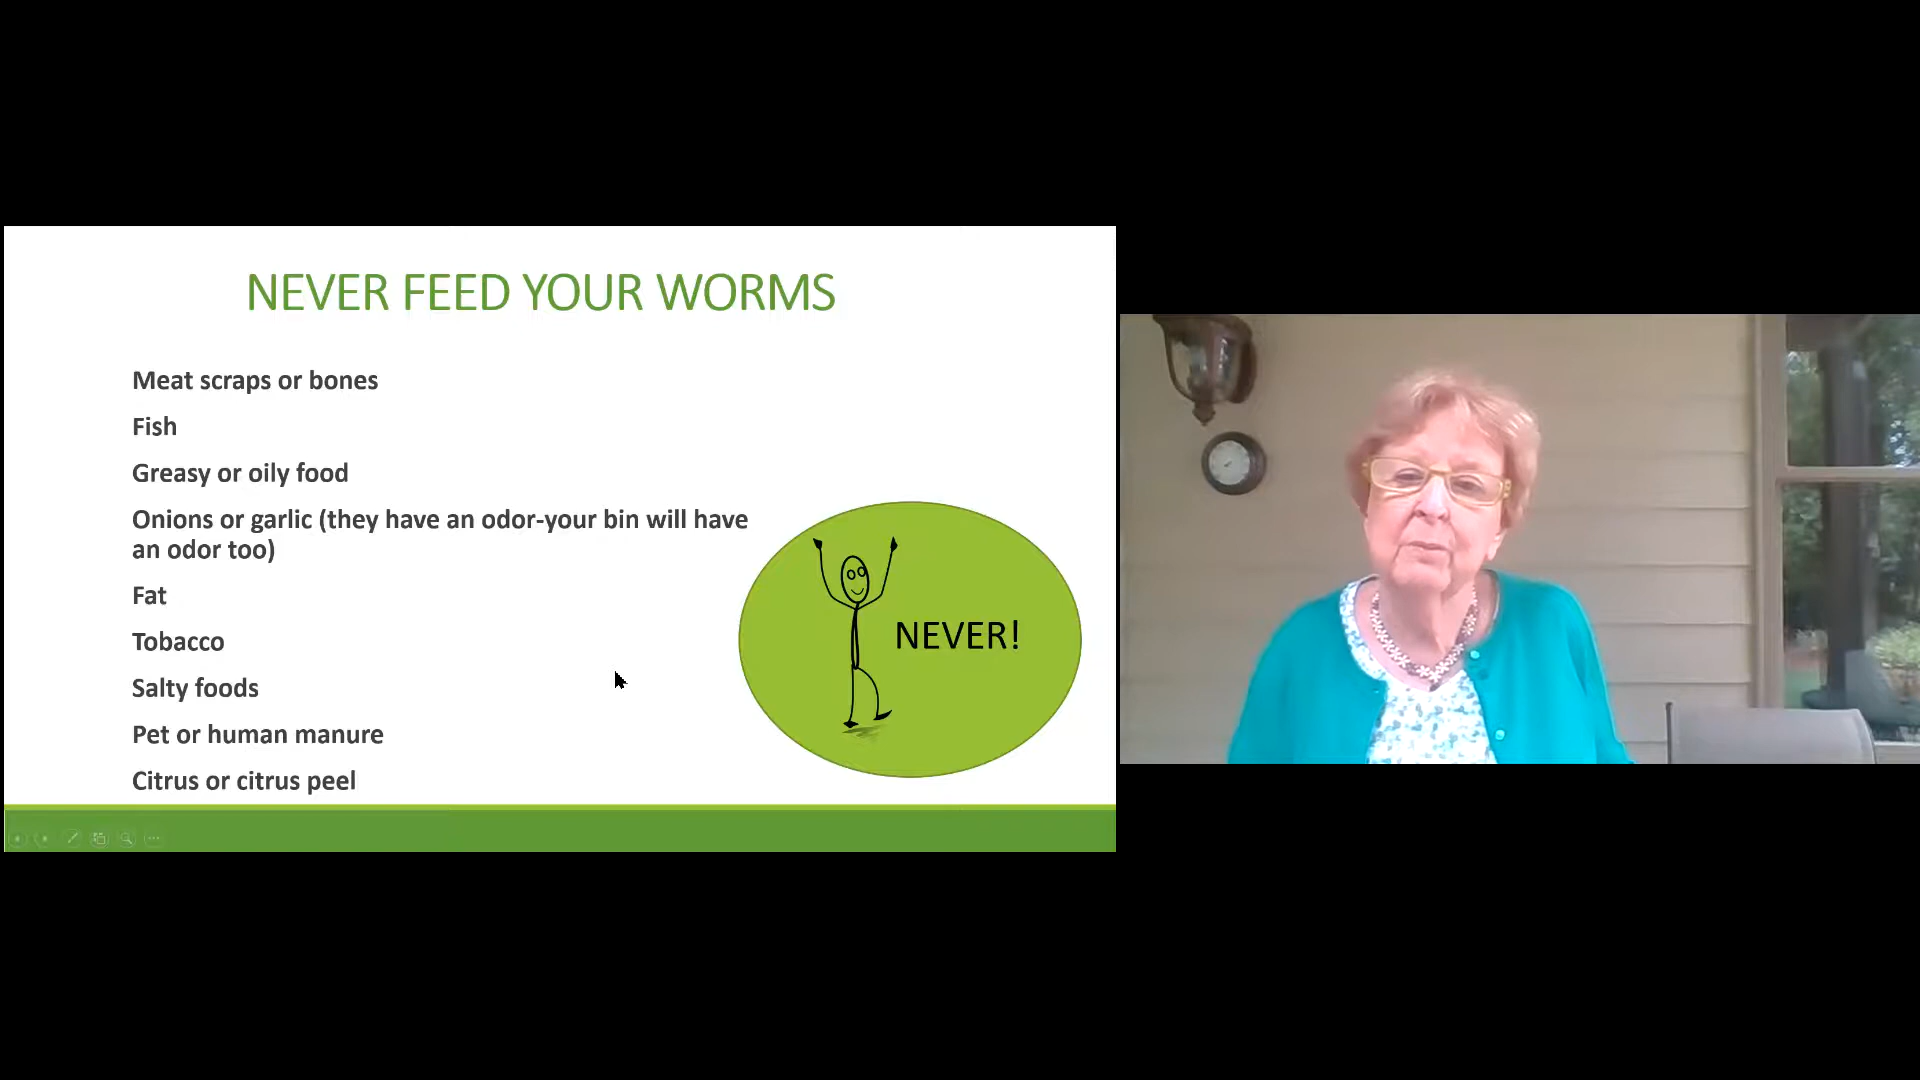 NEVER FEED YOUR WORMS
Meat scraps or bones
Fish
Greasy or oily food
Onions or garlic (they have an odor-your bin will have
an odor too)
Fat
Tobacco
Salty foods
Pet or human manure
Citrus or citrus peel
NEVER!